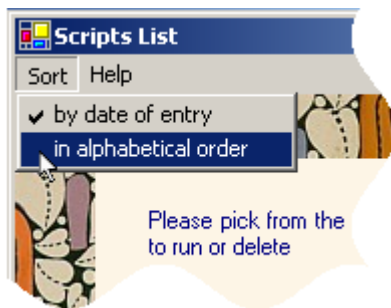 Scripts List
Sort Help
by date of entry
in alphabetical order
Please pick from the
to run or delete